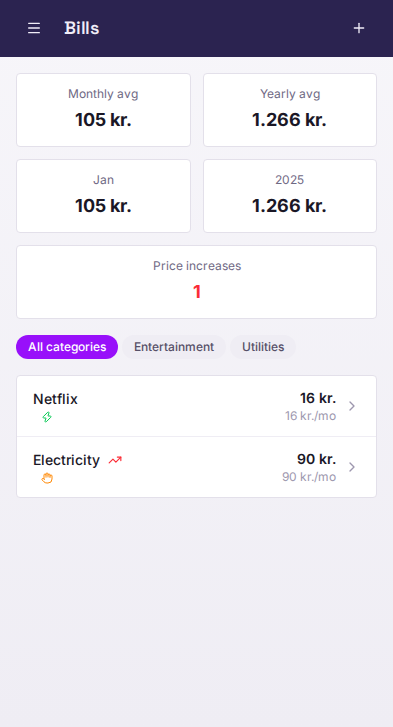 Bills
Monthly avg
105 kr.
Yearly avg
1.266 kr.
Jan
105 kr.
2025
1.266 kr.
Price increases
1
All categories
Entertainment
Utilities
Netflix
16 kr.
16 kr./mo
Electricity
90 kr.
90 kr./mo